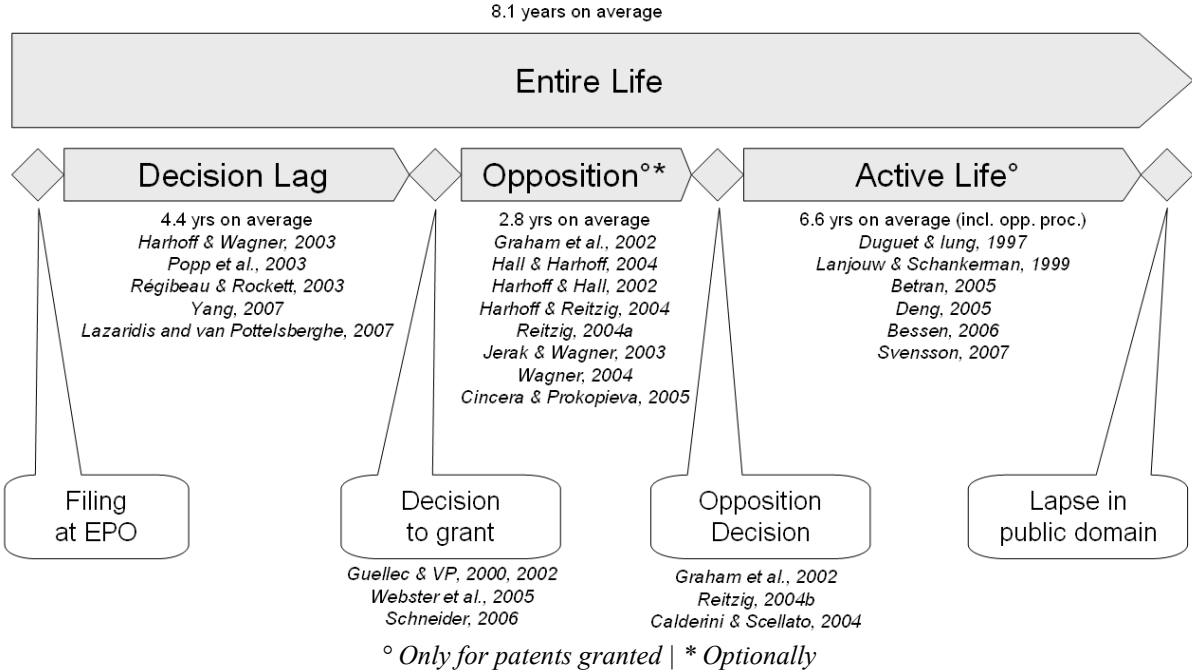 8.1 years on average
Entire Life
Decision Lag
4.4 yrs on average
Harhoff & Wagner, 2003
Popp et al., 2003
Régibeau & Rockett, 2003
Yang, 2007
Lazaridis and van Pottelsberghe, 2007
Opposition°*
2.8 yrs on average
Graham et al., 2002
Hall & Harhoff, 2004
Harhoff & Hall, 2002
Harhoff & Reitzig, 2004
Reitzig, 2004a
Jerak & Wagner, 2003
Wagner, 2004
Cincera & Prokopieva, 2005
Active Life°
6.6 yrs on average (incl. opp. proc.)
Duguet & Iung, 1997
Lanjouw & Schankerman, 1999
Betran, 2005
Deng, 2005
Bessen, 2006
Svensson, 2007
Filing
at EPO
Decision
to grant
Guellec & VP, 2000, 2002
Webster et al., 2005
Schneider, 2006
Opposition
Decision
Graham et al., 2002
Reitzig, 2004b
Calderini & Scellato, 2004
Lapse in
public domain
° Only for patents granted | * Optionally